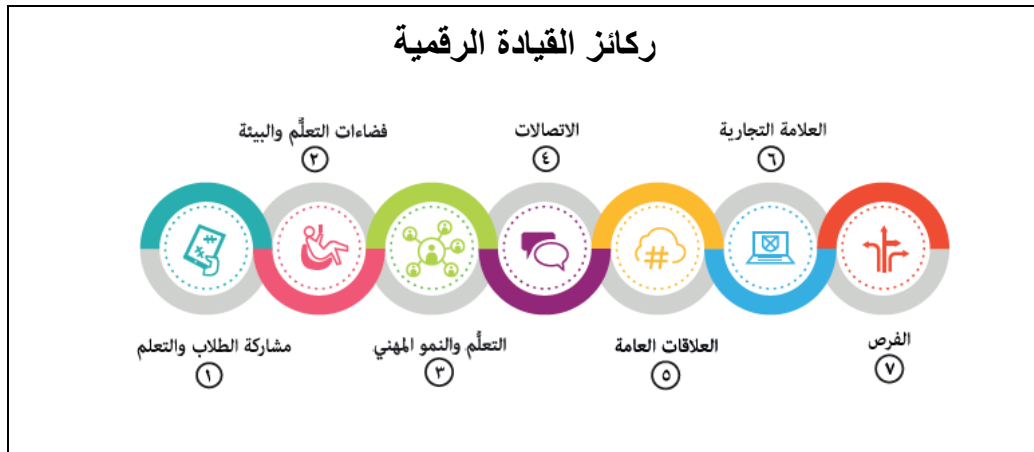 ركائز القيادة الرقمية
مشاركة الطلاب والتعلم
١
فضاءات التعلُّم والبيئة
٢
التعلُّم والنمو المهني
٣
الاتصالات
٤
العلاقات العامة
٥
العلامة التجارية
٦
الفرص
٧
#